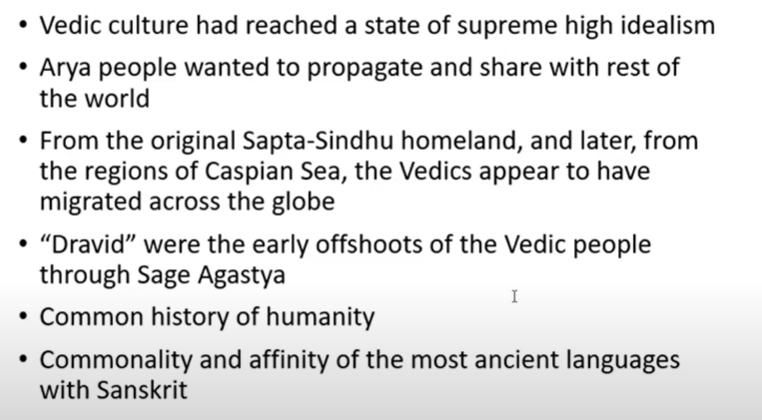 • Vedic culture had reached a state of supreme high idealism
• Arya people wanted to propagate and share with rest of
the world
• From the original Sapta-Sindhu homeland, and later, from
the regions of Caspian Sea, the Vedics appear to have
migrated across the globe
• “Dravid” were the early offshoots of the Vedic people
through Sage Agastya
• Common history of humanity
• Commonality and affinity of the most ancient languages
with Sanskrit